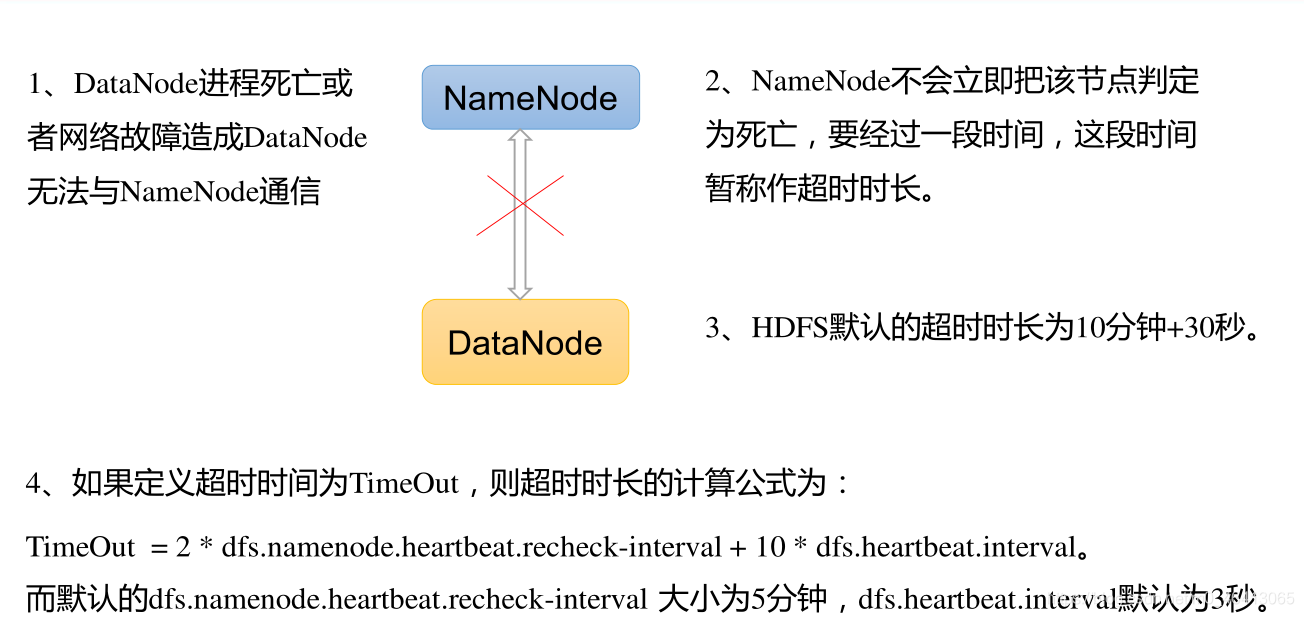 1、DataNode进程死亡或
者网络故障造成DataNode
无法与NameNode通信
NameNode
DataNode
2、NameNode不会立即把该节点判定
为死亡，要经过一段时间，这段时间
暂称作超时时长。
3、HDFS默认的超时时长为10分钟+30秒。
4、如果定义超时时间为TimeOut，则超时时长的计算公式为：
TimeOut = 2 * dfs.namenode.heartbeat.recheck-interval + 10 * dfs.heartbeat.interval。
而默认的dfs.namenode.heartbeat.recheck-interval 大小为5分钟，dfs.heartbeat.interval默认为3秒。